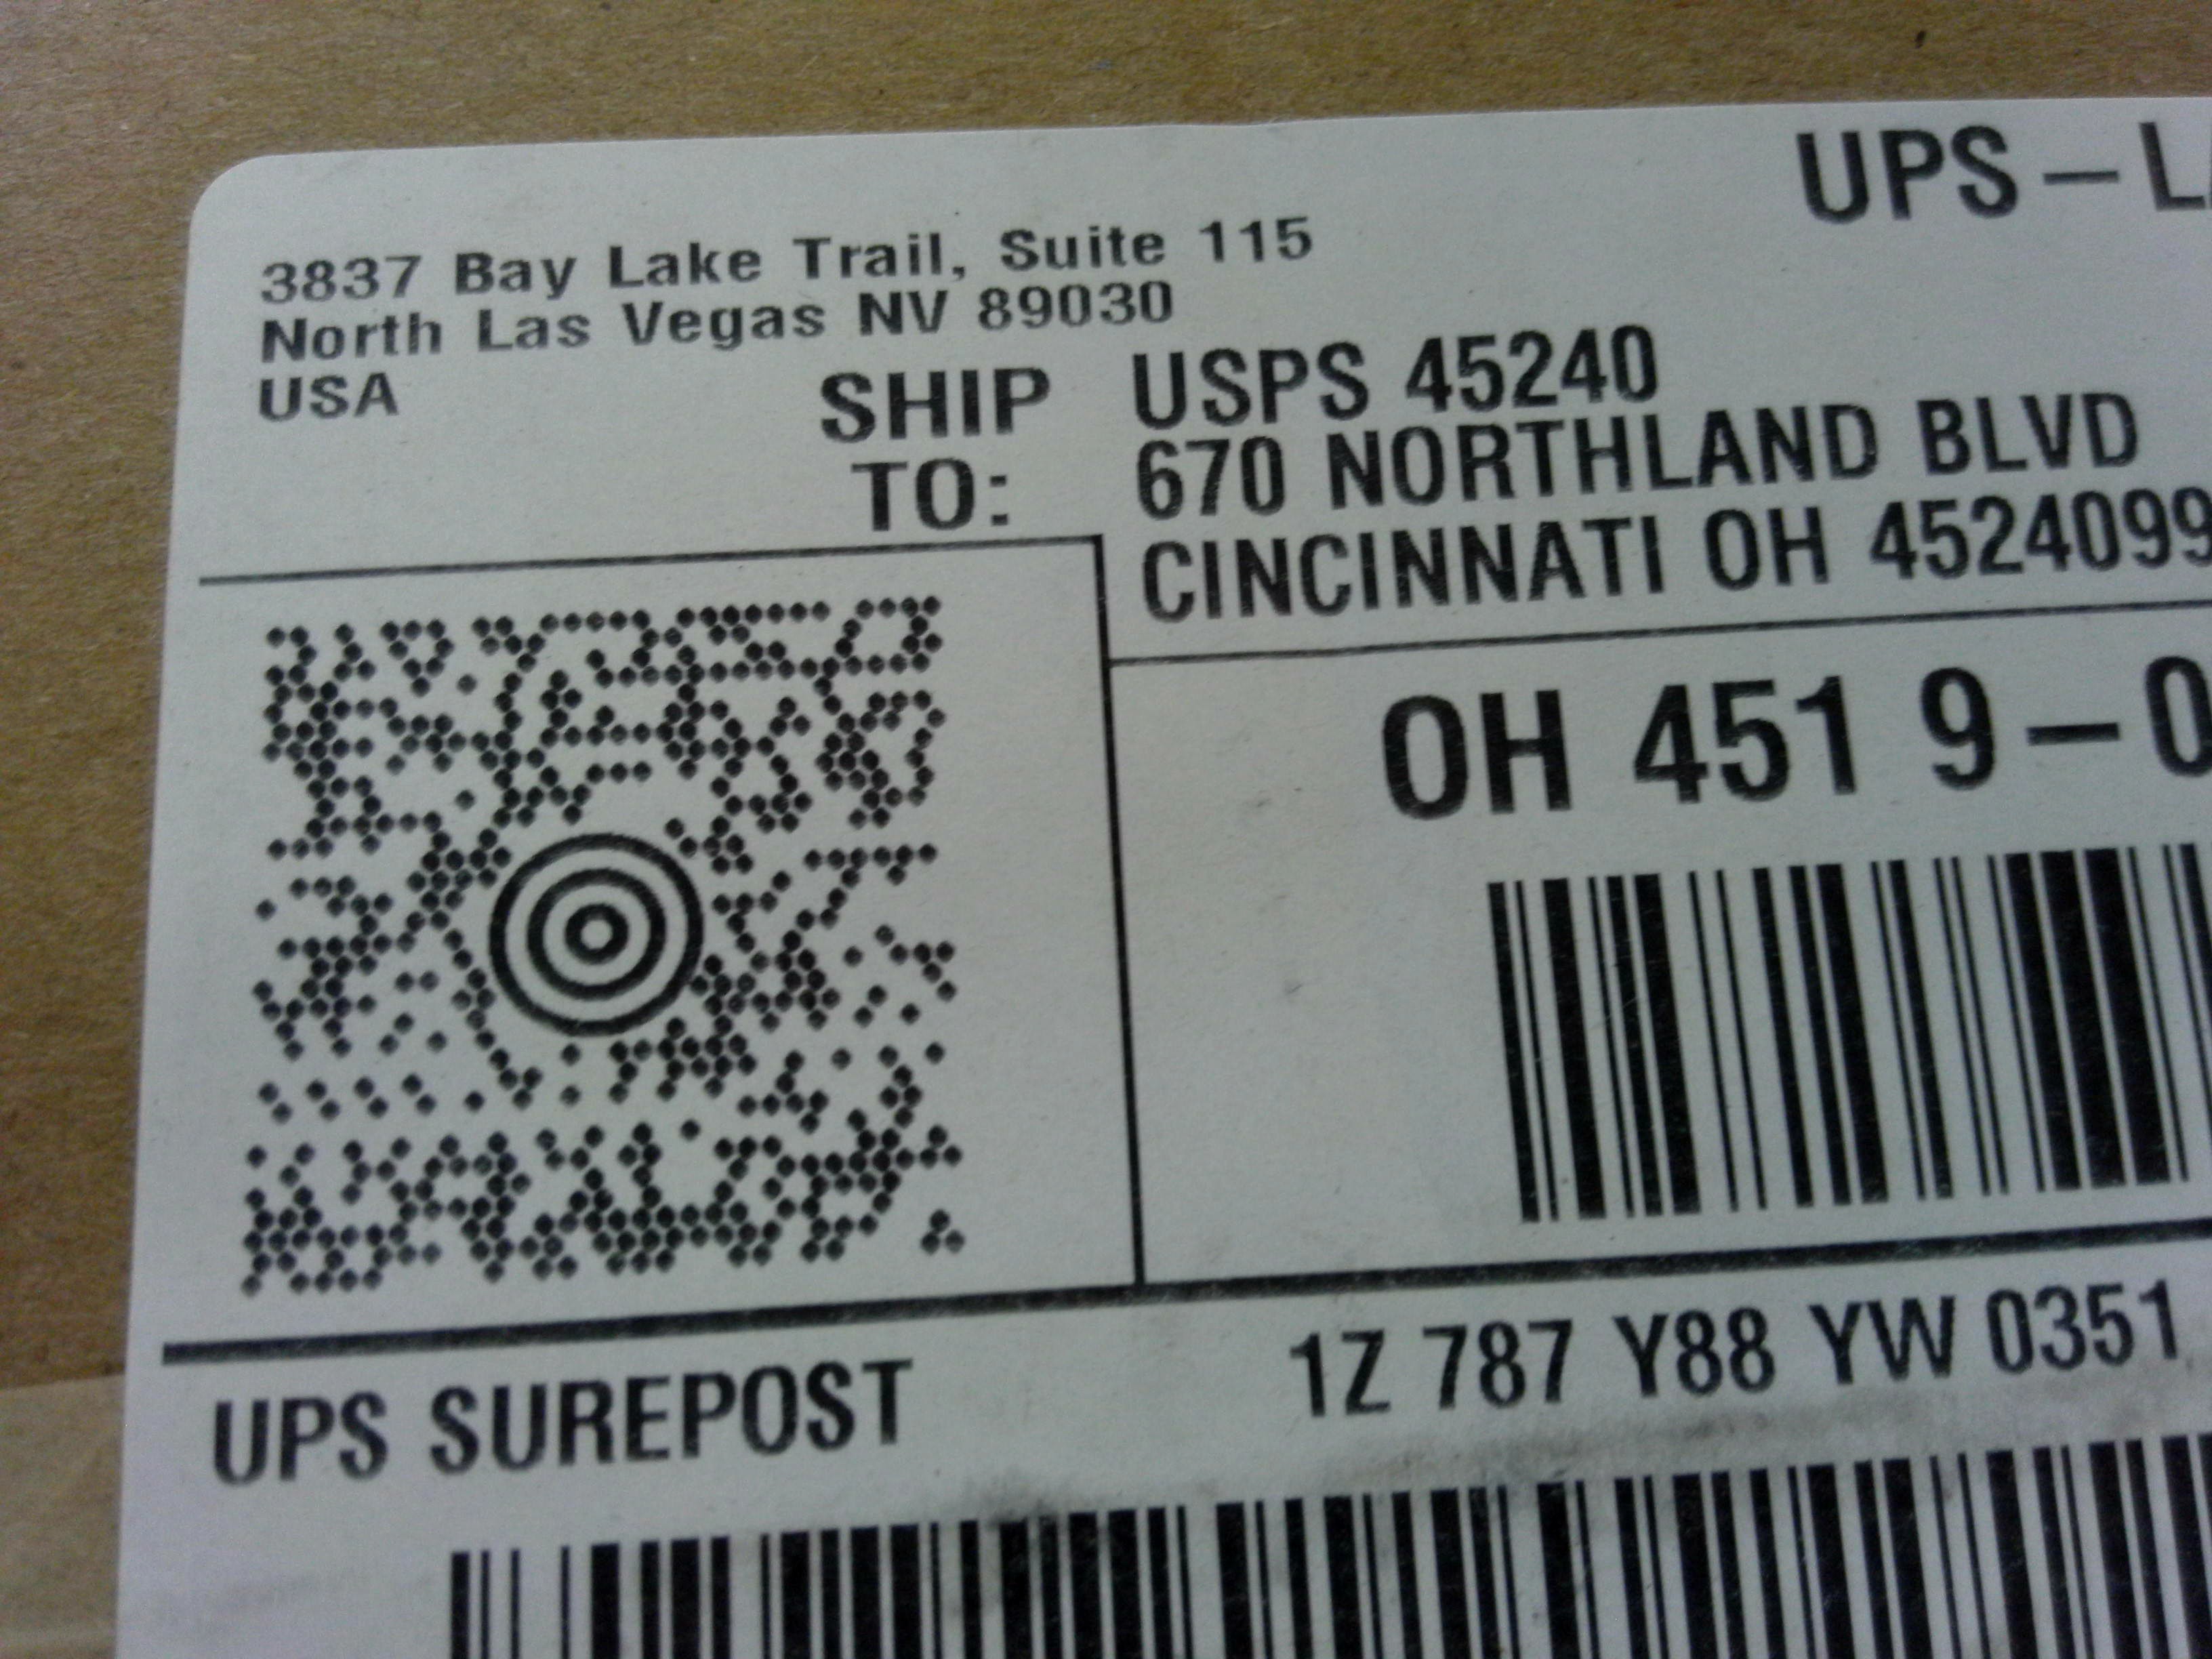 UPS –
3837 Bay Lake Trail, Suite 115
North Las Vegas NV 89030
USA
SHIP TO:
USPS 45240
670 NORTHLAND BLVD
CINCINNATI OH 4524099
OH 451 9–0
UPS SUREPOST
1Z 787 Y88 YW 0351